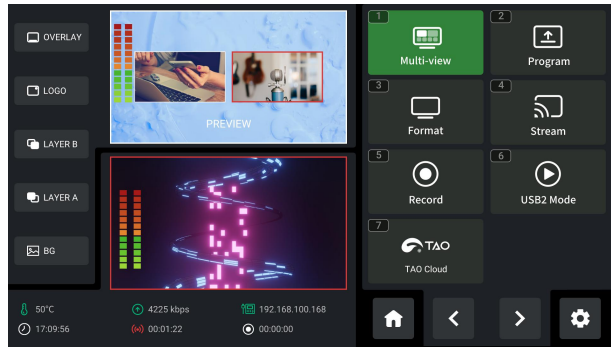 OVERLAY
LOGO
LAYER B
LAYER A
BG
PREVIEW
50°C
4225 kbps
192.168.100.168
17:09:56
00:01:22
00:00:00
1
Multi-view
2
Program
3
Format
4
Stream
5
Record
6
USB2 Mode
7
TAO
TAO Cloud